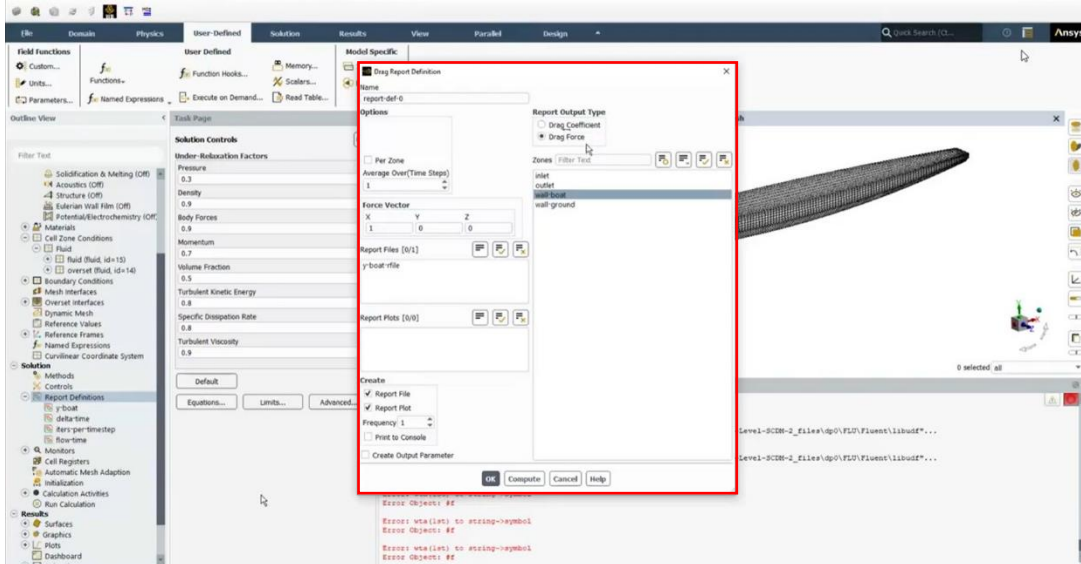 File Domain Physics User-Defined Solution Results View Parallel Design Quick Search (Ct... Ansys
Field Functions User Defined Model Specific
Custom... Functions. Function Hooks... Memory...
Units... Scalars...
Parameters... Named Expressions Execute on Demand... Read Table...
Outline View < Task Page
Filter Text
Solidification & Melting (Off)
Acoustics (Off)
Structure (Off)
Eulerian Wall Film (Off)
Potential/Electrochemistry (Off
Materials
Cell Zone Conditions
Fluid
fluid (fluid, id=15)
overset (fluid, id=14)
Boundary Conditions
Mesh Interfaces
Overset Interfaces
Dynamic Mesh
Reference Values
Reference Frames
Named Expressions
Curvilinear Coordinate System
Solution
Methods
Controls
Report Definitions
y-boat
delta-time
iters-per-timestep
flow-time
Monitors
Cell Registers
Automatic Mesh Adaption
Initialization
Calculation Activities
Run Calculation
Results
Surfaces
Graphics
Plots
Dashboard
Solution Controls
Under-Relaxation Factors
Pressure
0.3
Density
0.9
Body Forces
0.9
Momentum
0.7
Volume Fraction
0.5
Turbulent Kinetic Energy
0.8
Specific Dissipation Rate
0.8
Turbulent Viscosity
0.9
Default
Equations... Limits... Advanced...
Drag Report Definition
Name
report-def-0
Options
Per Zone
Average Over(Time Steps)
1
Force Vector
X Y Z
1 0 0
Report Files [0/1]
y-boat-rfile
Report Plots [0/0]
Create
Report File
Report Plot
Frequency 1
Print to Console
Create Output Parameter
Report Output Type
Drag Coefficient
Drag Force
Zones Filter Text
inlet
outlet
wall-boat
wall-ground
OK Compute Cancel Help
0 selected all
Level-SCDM-2_files\dp0\FLU\Fluent\libudf"...
Level-SCDM-2_files\dp0\FLU\Fluent\libudf"...
Error: wta(1st) to string->symbol
Error Object: #f
Error: wta(1st) to string->symbol
Error Object: #f
Error: wta(1st) to string->symbol
Error Object: #f